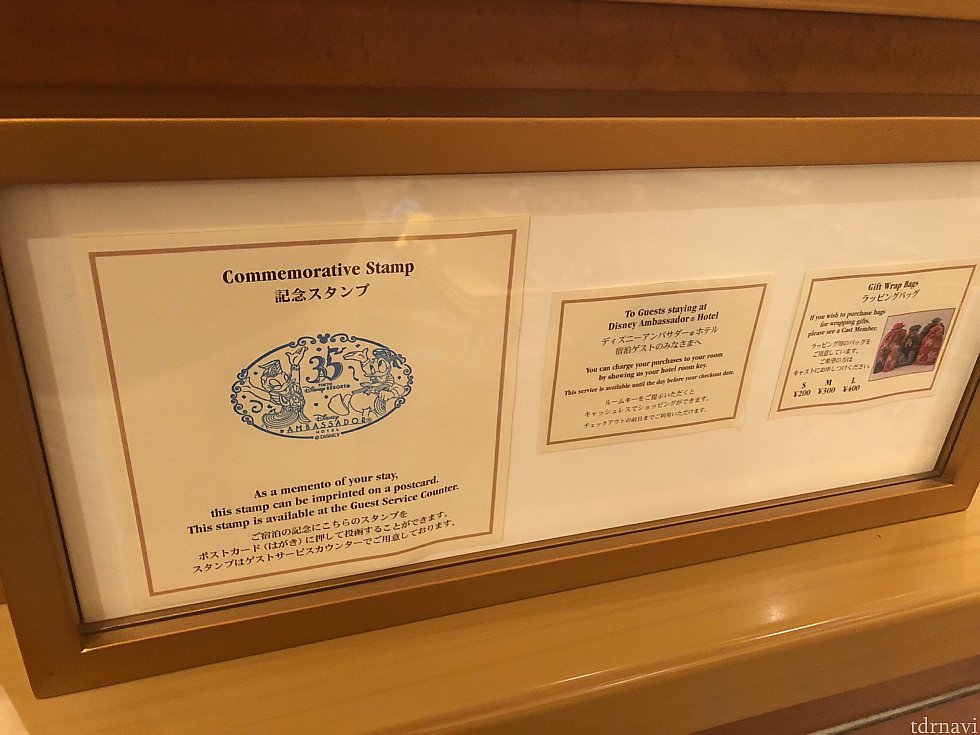 Commemorative Stamp
記念スタンプ
35
TOKYO
Disney RESORT®
Disney
AMBASSADOR®
HOTEL
© DISNEY
As a memento of your stay,
this stamp can be imprinted on a postcard.
This stamp is available at the Guest Service Counter.
ご宿泊の記念にこちらのスタンプを
ポストカード（はがき）に押して投函することができます。
スタンプはゲストサービスカウンターでご用意しております。
To Guests staying at
Disney Ambassador® Hotel
ディズニーアンバサダー®ホテル
宿泊ゲストのみなさまへ
You can charge your purchases to your room
by showing us your hotel room key.
This service is available until the day before your checkout date.
ルームキーをご提示いただくと
キャッシュレスでショッピングができます。
チェックアウトの前日までご利用いただけます。
Gift Wrap Bags
ラッピングバッグ
If you wish to purchase bags
for wrapping gifts,
please see a Cast Member.
ラッピング用のバッグを
ご用意しています。
ご希望の方は
キャストにお申しつけください。
S M L
¥200 ¥300 ¥400
tdrnavi